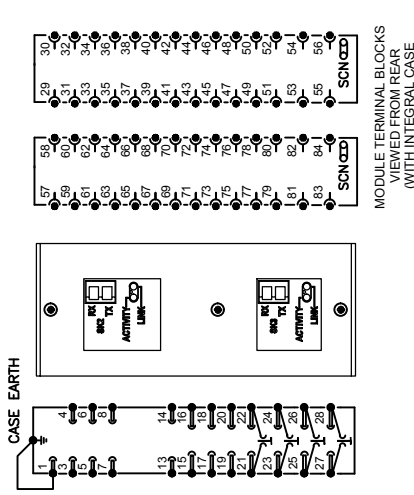 30 32 34 36 38 40 42 44 46 48 50 52 54 56
29 31 33 35 37 39 41 43 45 47 49 51 53 55
SCN
58 60 62 64 66 68 70 72 74 76 78 80 82 84
57 59 61 63 65 67 69 71 73 75 77 79 81 83
SCN
MODULE TERMINAL BLOCKS
VIEWED FROM REAR
(WITH INTEGRAL CASE
RX
SK2
TX
ACTIVITY
LINK
RX
SK3
TX
ACTIVITY
LINK
CASE EARTH
4 6 8 14 16 18 20 22 24 26 28
1 3 5 7 13 15 17 19 21 23 25 27